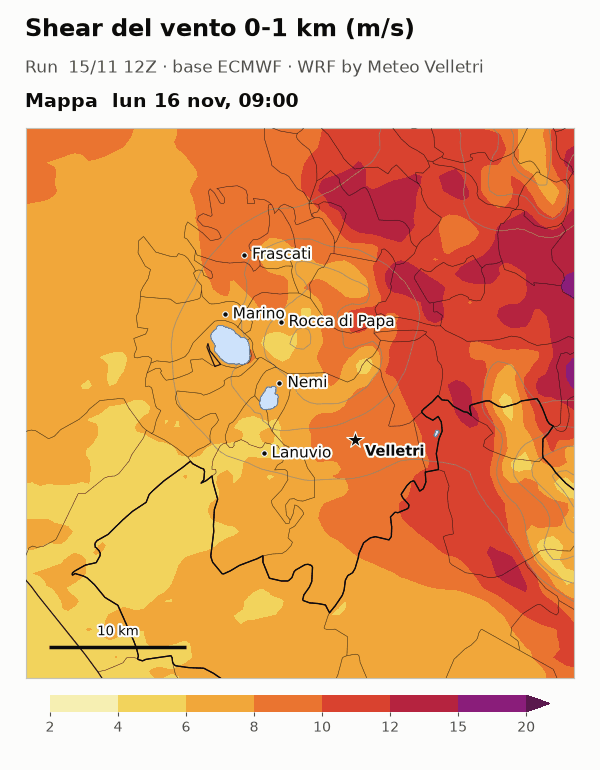 Shear del vento 0-1 km (m/s)
Run  15/11 12Z · base ECMWF · WRF by Meteo Velletri
Mappa  lun 16 nov, 09:00
Frascati
Marino
Rocca di Papa
Nemi
Velletri
Lanuvio
10 km
2 4 6 8 10 12 15 20